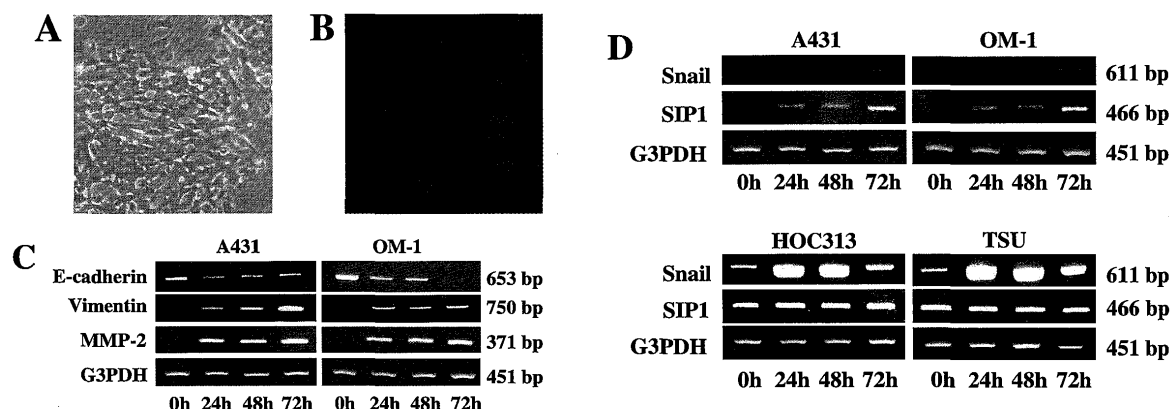 A
B
C
A431 OM-1
E-cadherin 653 bp
Vimentin 750 bp
MMP-2 371 bp
G3PDH 451 bp
0h 24h 48h 72h 0h 24h 48h 72h
D
A431 OM-1
Snail 611 bp
SIP1 466 bp
G3PDH 451 bp
0h 24h 48h 72h 0h 24h 48h 72h
HOC313 TSU
Snail 611 bp
SIP1 466 bp
G3PDH 451 bp
0h 24h 48h 72h 0h 24h 48h 72h